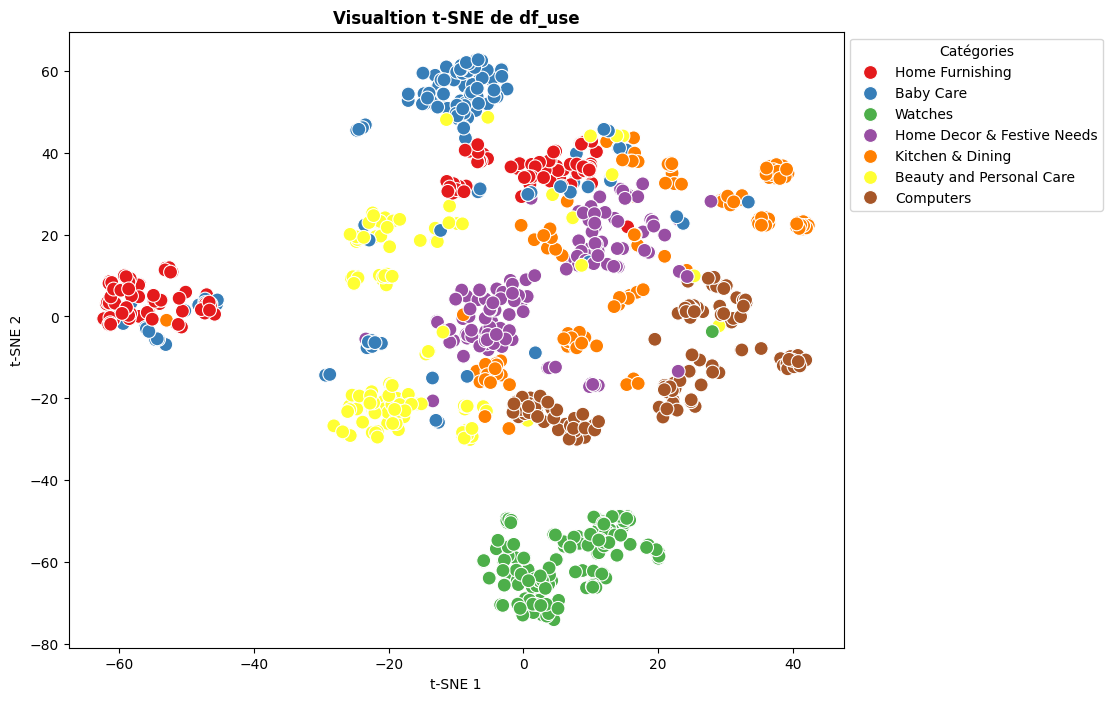 Visualtion t-SNE de df_use
Catégories
Home Furnishing
Baby Care
Watches
Home Decor & Festive Needs
Kitchen & Dining
Beauty and Personal Care
Computers
60
40
20
0
−20
−40
−60
−80
t-SNE 2
−60
−40
−20
0
20
40
t-SNE 1